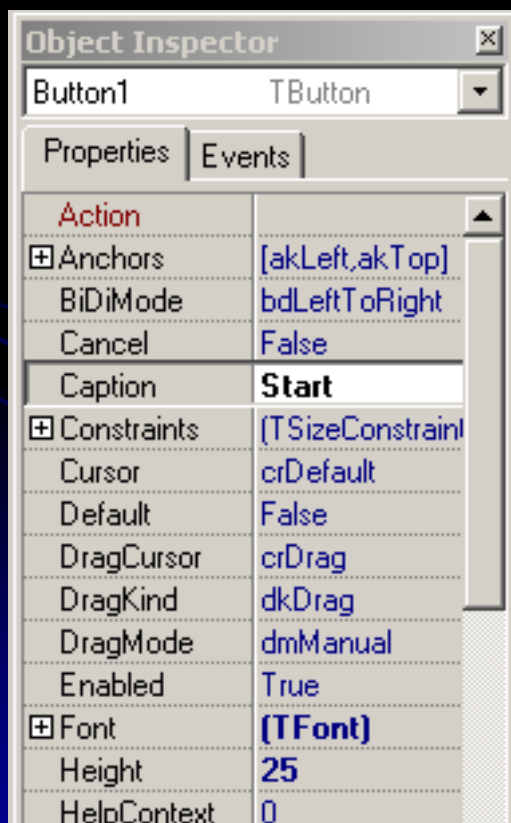 Object Inspector
Button1 TButton
Properties Events
Action
Anchors [akLeft,akTop]
BiDiMode bdLeftToRight
Cancel False
Caption Start
Constraints (TSizeConstraint
Cursor crDefault
Default False
DragCursor crDrag
DragKind dkDrag
DragMode dmManual
Enabled True
Font (TFont)
Height 25
HelpContext 0